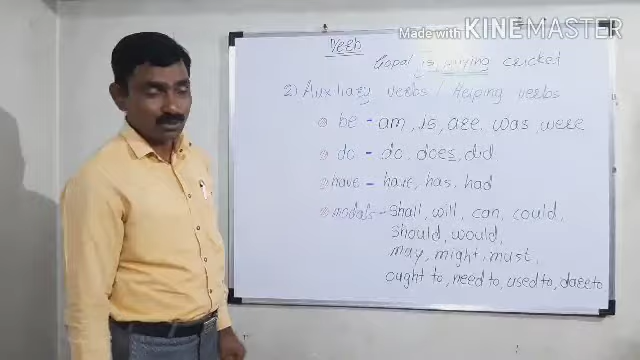 Made with KINEMASTER
Verb
Gopal is playing cricket
2) Auxiliary verbs / Helping verbs
be - am, is, are, was, were
do - do, does, did
have - have, has, had
modals - Shall, will, can, could,
Should, would,
may, might, must,
ought to, need to, used to, dare to